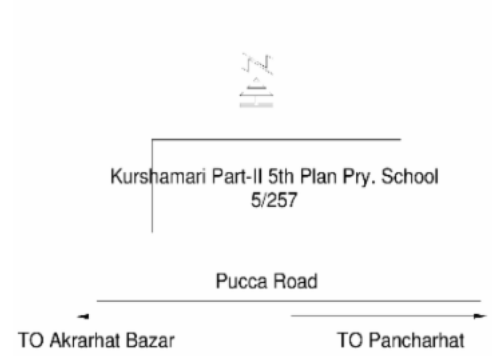 N
Kurshamari Part-II 5th Plan Pry. School
5/257
Pucca Road
TO Akrarhat Bazar
TO Pancharhat